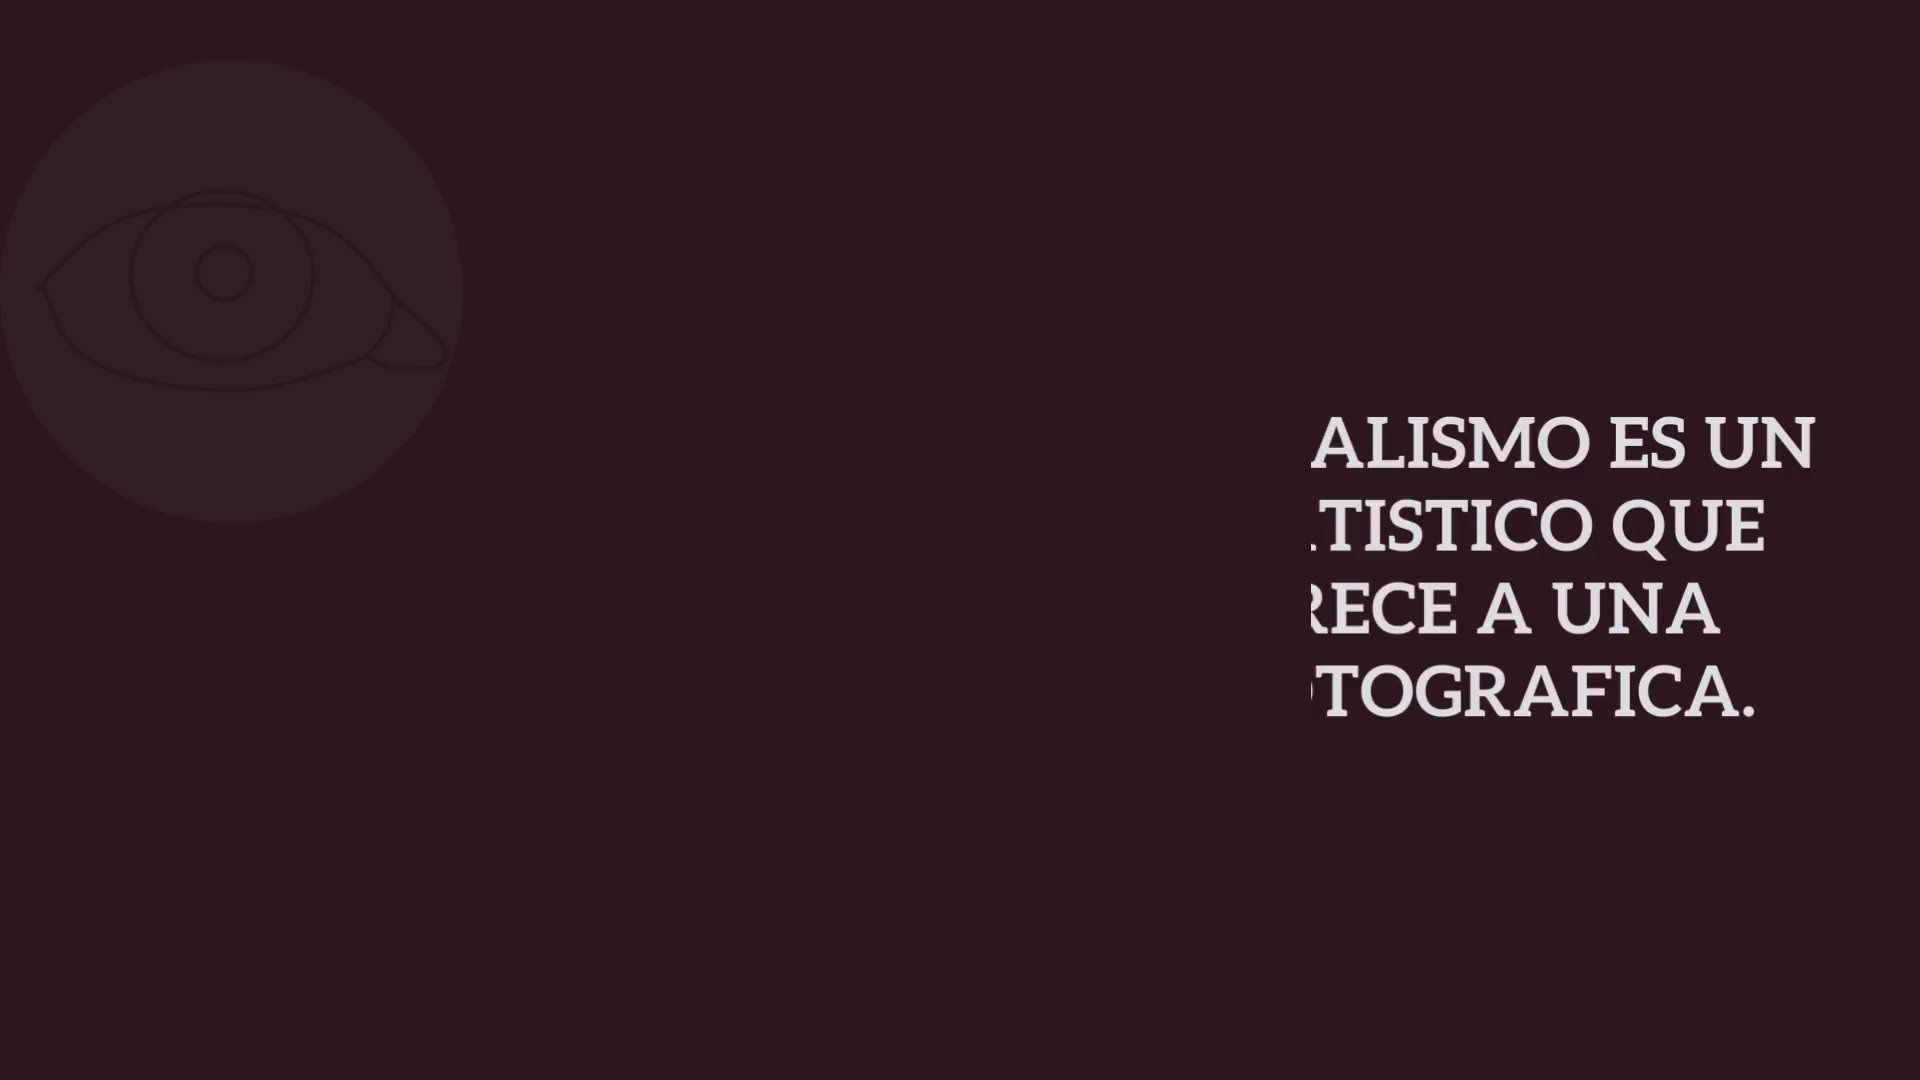 ALISMO ES UN
TISTICO QUE
RECE A UNA
TOGRAFICA.